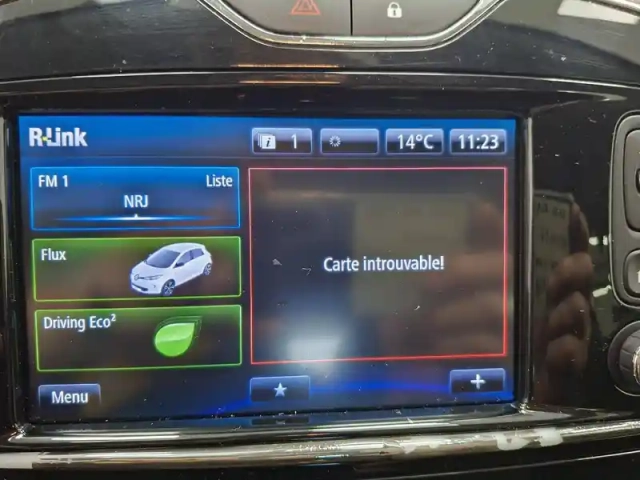 R-Link
1
14°C
11:23
FM 1
Liste
NRJ
Flux
Carte introuvable!
Driving Eco²
Menu